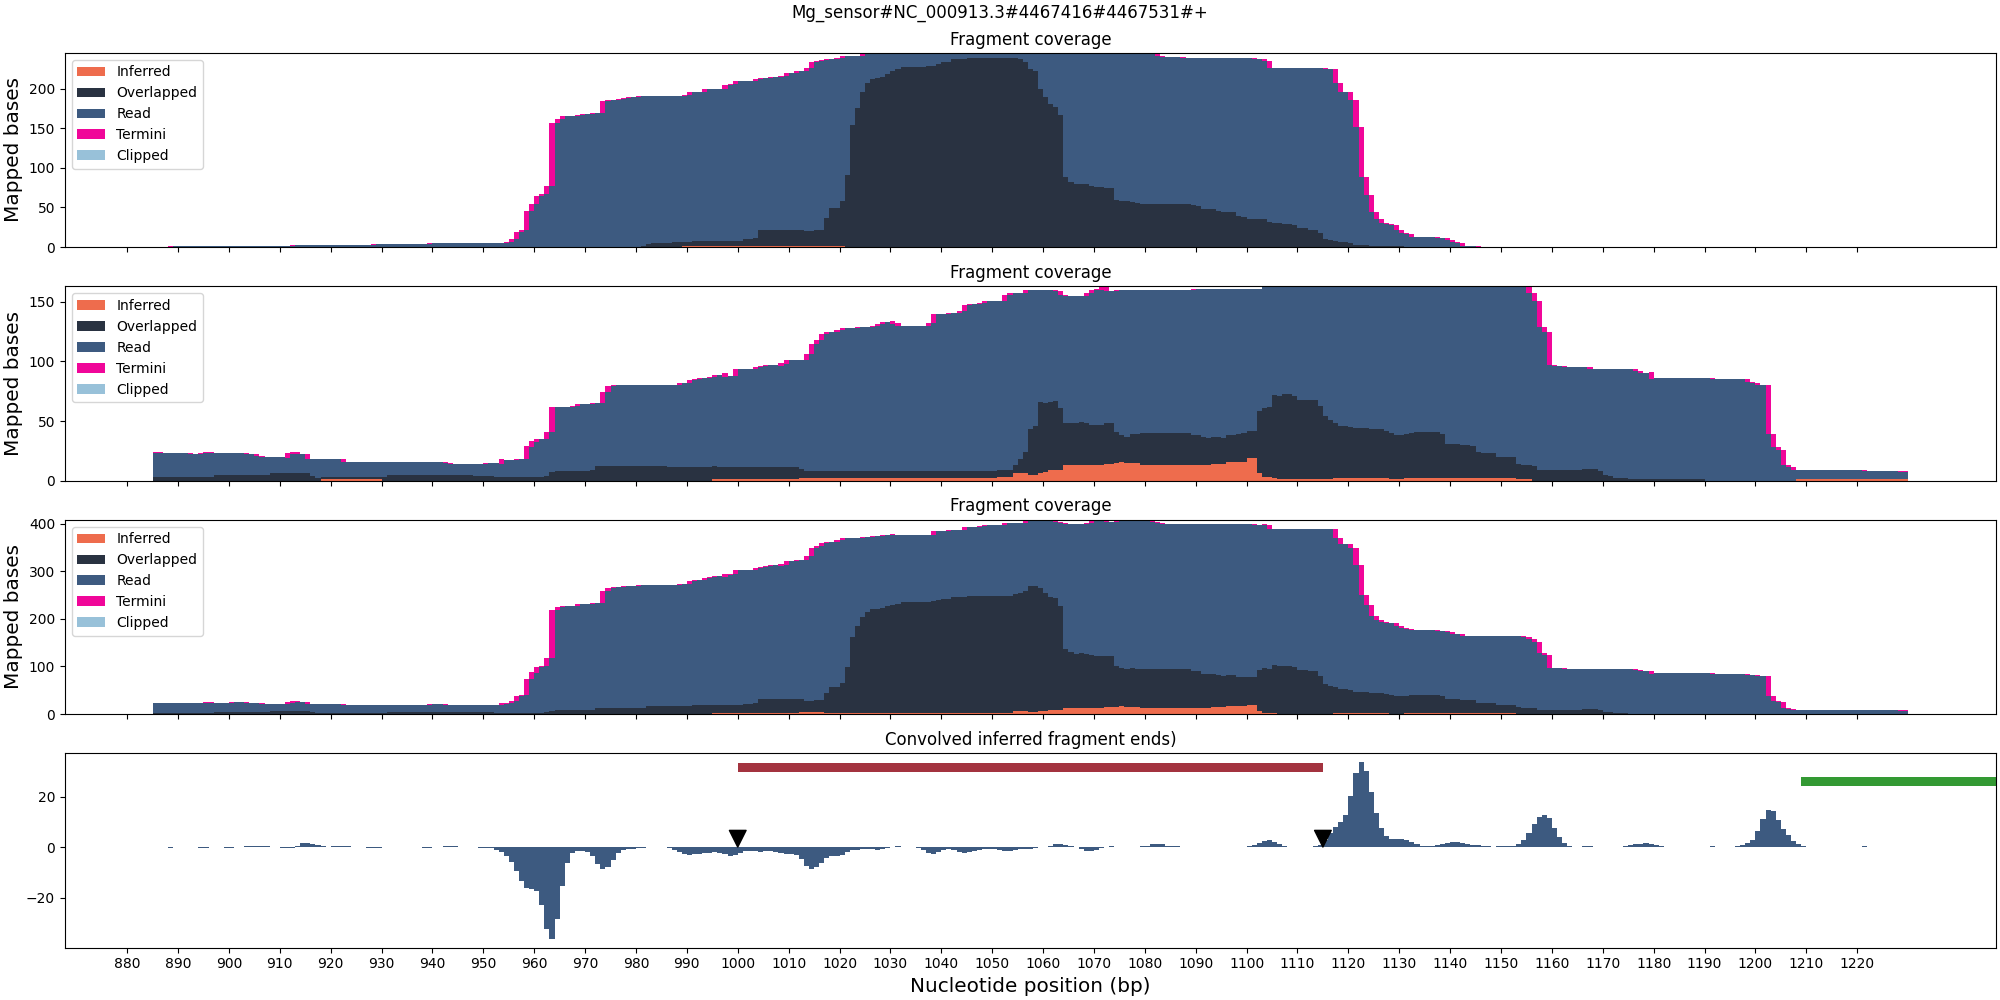 Mg_sensor#NC_000913.3#4467416#4467531#+
Fragment coverage
Mapped bases
200
150
100
50
0
Inferred
Overlapped
Read
Termini
Clipped
Fragment coverage
Mapped bases
150
100
50
0
Inferred
Overlapped
Read
Termini
Clipped
Fragment coverage
Mapped bases
400
300
200
100
0
Inferred
Overlapped
Read
Termini
Clipped
Convolved inferred fragment ends)
20
0
−20
880 890 900 910 920 930 940 950 960 970 980 990 1000 1010 1020 1030 1040 1050 1060 1070 1080 1090 1100 1110 1120 1130 1140 1150 1160 1170 1180 1190 1200 1210 1220
Nucleotide position (bp)